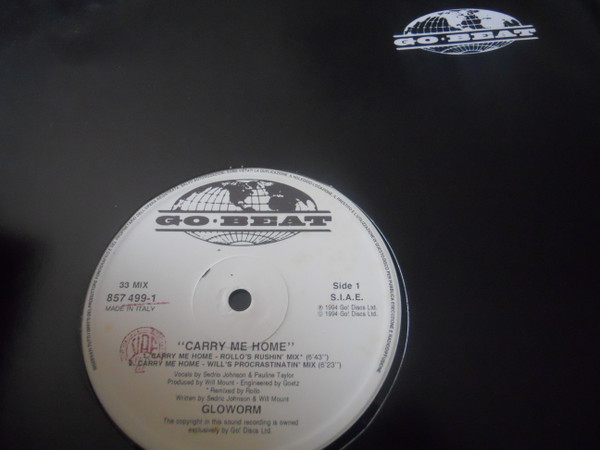 GO·BEAT
GO·BEAT
33 MIX
857 499-1
MADE IN ITALY
Side 1
S.I.A.E.
℗ 1994 Go! Discs Ltd.
© 1994 Go! Discs Ltd.
"CARRY ME HOME"
1. CARRY ME HOME - ROLLO'S RUSHIN' MIX* (6'43")
2. CARRY ME HOME - WILL'S PROCRASTINATIN' MIX (6'23")
Vocals by Sedric Johnson & Pauline Taylor
Produced by Will Mount - Engineered by Goetz
* Remixed by Rollo
Written by Sedric Johnson & Will Mount
GLOWORM
The copyright in this sound recording is owned
exclusively by Go! Discs Ltd.